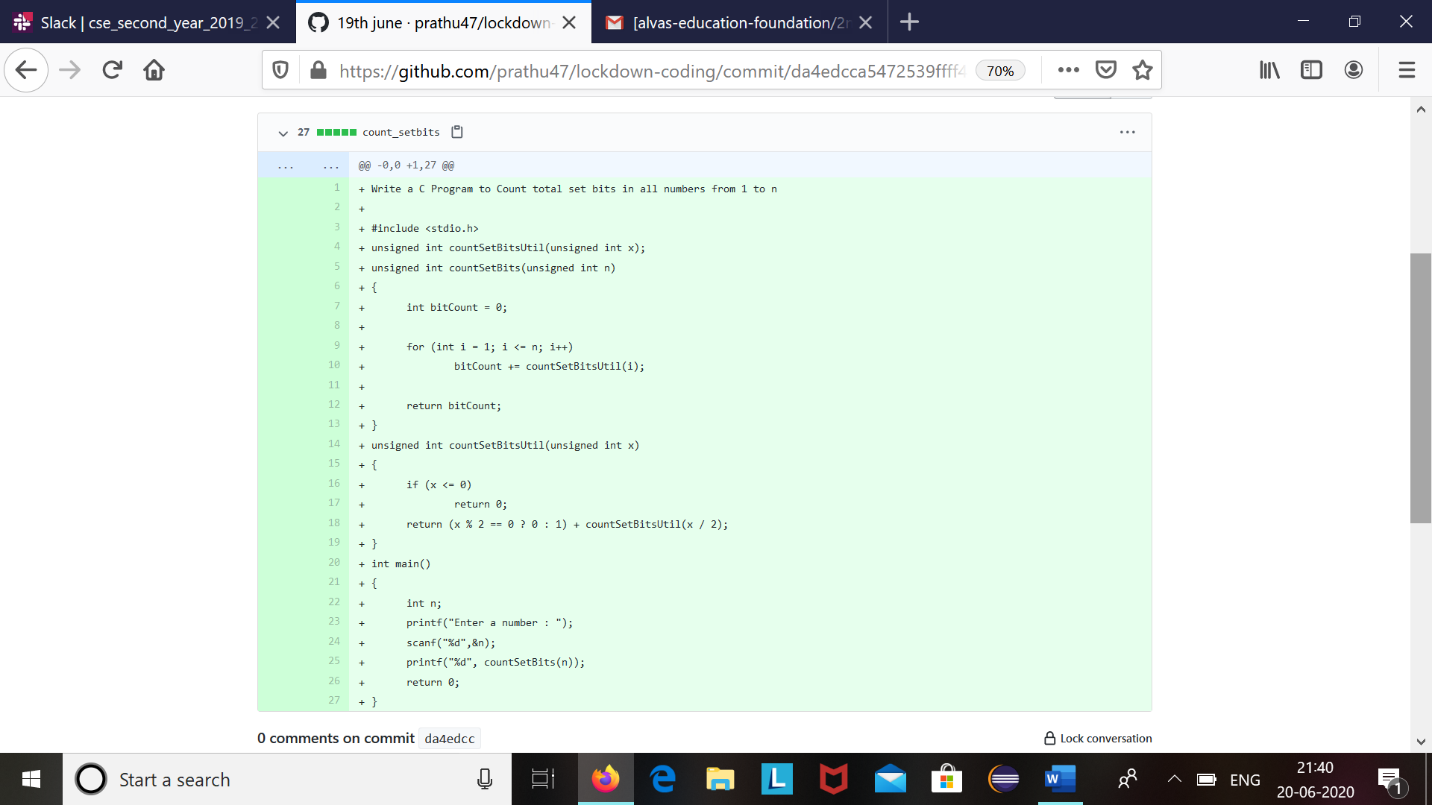 Slack | cse_second_year_2019_2
19th june · prathu47/lockdown-
[alvas-education-foundation/2n
https://github.com/prathu47/lockdown-coding/commit/da4edcca5472539ffff4
70%
27 count_setbits
... ... @@ -0,0 +1,27 @@
1 + Write a C Program to Count total set bits in all numbers from 1 to n
2 +
3 + #include <stdio.h>
4 + unsigned int countSetBitsUtil(unsigned int x);
5 + unsigned int countSetBits(unsigned int n)
6 + {
7 + int bitCount = 0;
8 +
9 + for (int i = 1; i <= n; i++)
10 + bitCount += countSetBitsUtil(i);
11 +
12 + return bitCount;
13 + }
14 + unsigned int countSetBitsUtil(unsigned int x)
15 + {
16 + if (x <= 0)
17 + return 0;
18 + return (x % 2 == 0 ? 0 : 1) + countSetBitsUtil(x / 2);
19 + }
20 + int main()
21 + {
22 + int n;
23 + printf("Enter a number : ");
24 + scanf("%d",&n);
25 + printf("%d", countSetBits(n));
26 + return 0;
27 + }
0 comments on commit da4edcc
Lock conversation
Start a search
L
W
ENG
21:40
20-06-2020
1